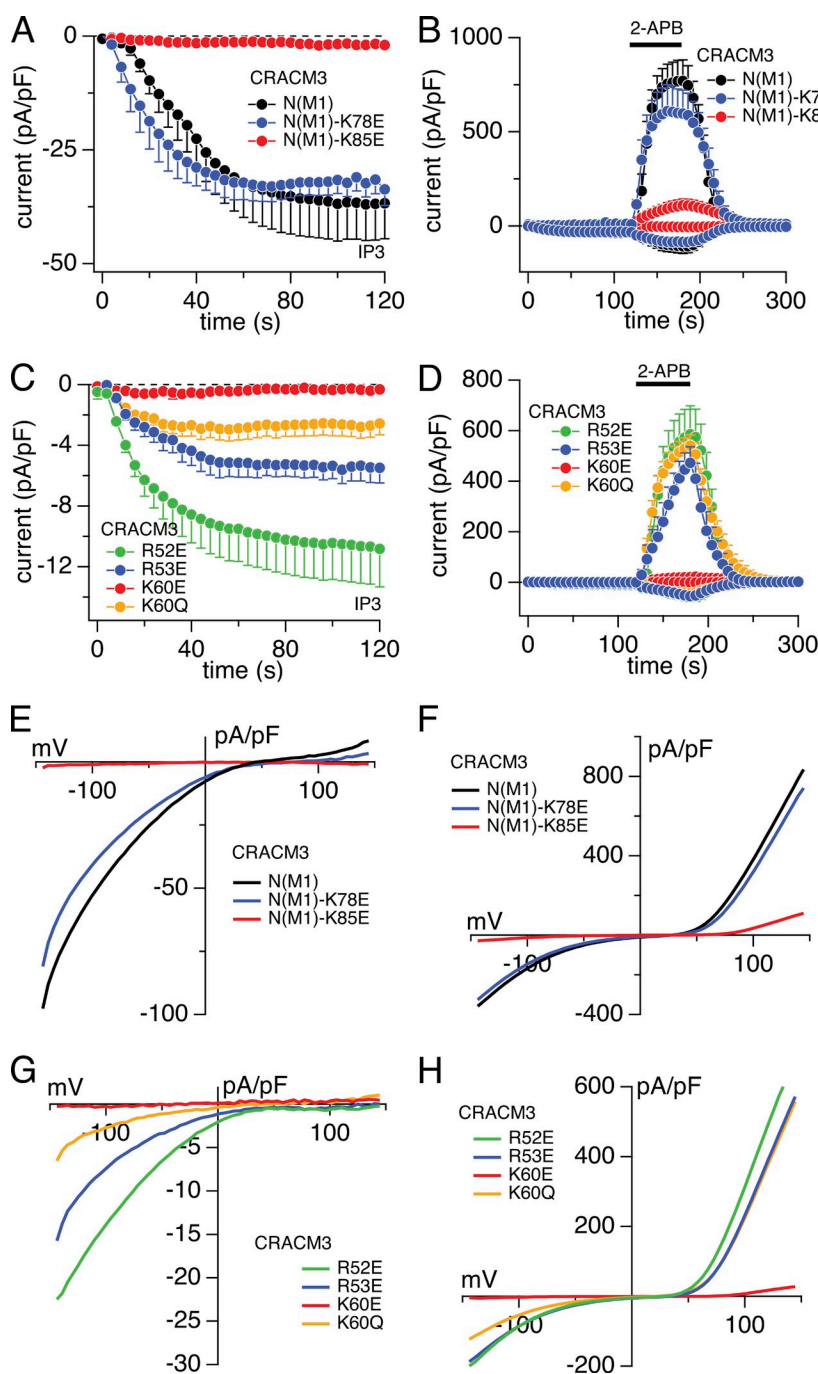 A
0
-25
-50
current (pA/pF)
CRACM3
N(M1)
N(M1)-K78E
N(M1)-K85E
IP3
0
40
80
120
time (s)
B
2-APB
1000
500
0
current (pA/pF)
CRACM3
N(M1)
N(M1)-K7
N(M1)-K8
0
100
200
300
time (s)
C
0
-4
-8
-12
current (pA/pF)
CRACM3
R52E
R53E
K60E
K60Q
IP3
0
40
80
120
time (s)
D
2-APB
800
600
400
200
0
current (pA/pF)
CRACM3
R52E
R53E
K60E
K60Q
0
100
200
300
time (s)
E
mV
pA/pF
-100
100
-50
-100
CRACM3
N(M1)
N(M1)-K78E
N(M1)-K85E
F
pA/pF
CRACM3
N(M1)
N(M1)-K78E
N(M1)-K85E
800
400
mV
-100
100
-400
G
mV
pA/pF
-100
100
-5
-10
-15
-20
-25
-30
CRACM3
R52E
R53E
K60E
K60Q
H
600
pA/pF
CRACM3
R52E
R53E
K60E
K60Q
400
200
mV
-100
100
-200